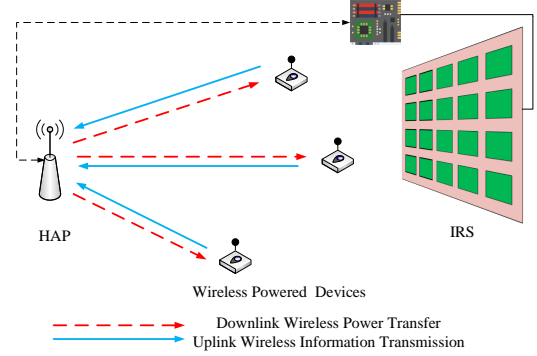 HAP
IRS
Wireless Powered Devices
Downlink Wireless Power Transfer
Uplink Wireless Information Transmission